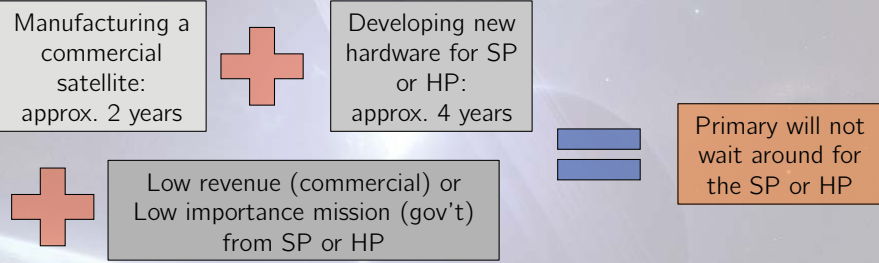 Manufacturing a
commercial
satellite:
approx. 2 years
Developing new
hardware for SP
or HP:
approx. 4 years
Low revenue (commercial) or
Low importance mission (gov't)
from SP or HP
Primary will not
wait around for
the SP or HP